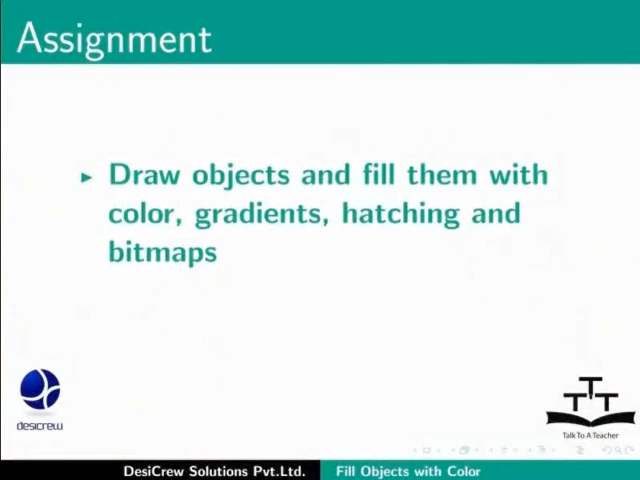 Assignment
Draw objects and fill them with
color, gradients, hatching and
bitmaps
desicrew
TTT
Talk To A Teacher
DesiCrew Solutions Pvt.Ltd.
Fill Objects with Color